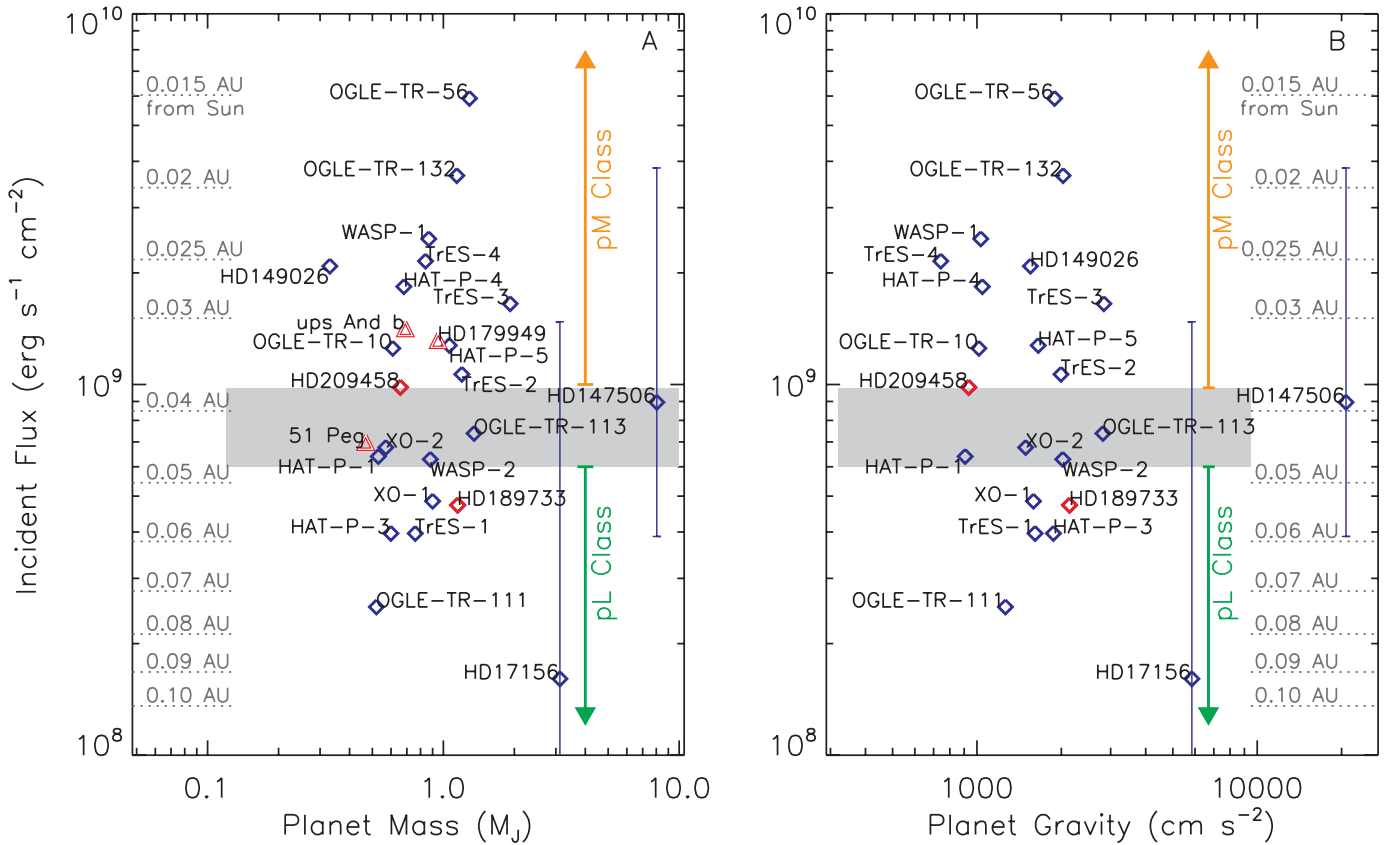 10^10
A
0.015 AU
from Sun
OGLE-TR-56
OGLE-TR-132
0.02 AU
WASP-1
0.025 AU
TrES-4
HD149026
HAT-P-4
TrES-3
0.03 AU
ups And b
HD179949
OGLE-TR-10
HAT-P-5
10^9
HD209458
TrES-2
0.04 AU
HD147506
51 Peg
XO-2
OGLE-TR-113
HAT-P-1
WASP-2
0.05 AU
XO-1
HD189733
0.06 AU
HAT-P-3
TrES-1
0.07 AU
OGLE-TR-111
0.08 AU
0.09 AU
HD17156
0.10 AU
10^8
pM Class
pL Class
0.1
1.0
10.0
Planet Mass (M_J)
Incident Flux (erg s^−1 cm^−2)
10^10
B
0.015 AU
from Sun
OGLE-TR-56
OGLE-TR-132
0.02 AU
WASP-1
TrES-4
HD149026
0.025 AU
HAT-P-4
TrES-3
0.03 AU
OGLE-TR-10
HAT-P-5
TrES-2
10^9
HD209458
HD147506
0.04 AU
XO-2
OGLE-TR-113
HAT-P-1
WASP-2
0.05 AU
XO-1
HD189733
TrES-1
HAT-P-3
0.06 AU
0.07 AU
OGLE-TR-111
0.08 AU
HD17156
0.09 AU
0.10 AU
10^8
pM Class
pL Class
1000
10000
Planet Gravity (cm s^−2)